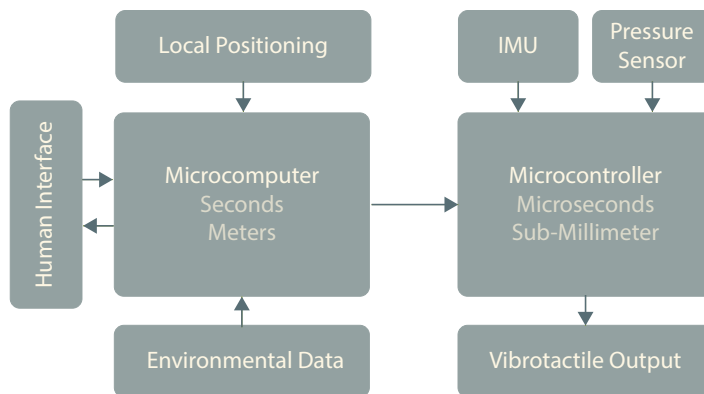 Local Positioning
IMU
Pressure
Sensor
Human Interface
Microcomputer
Seconds
Meters
Microcontroller
Microseconds
Sub-Millimeter
Environmental Data
Vibrotactile Output